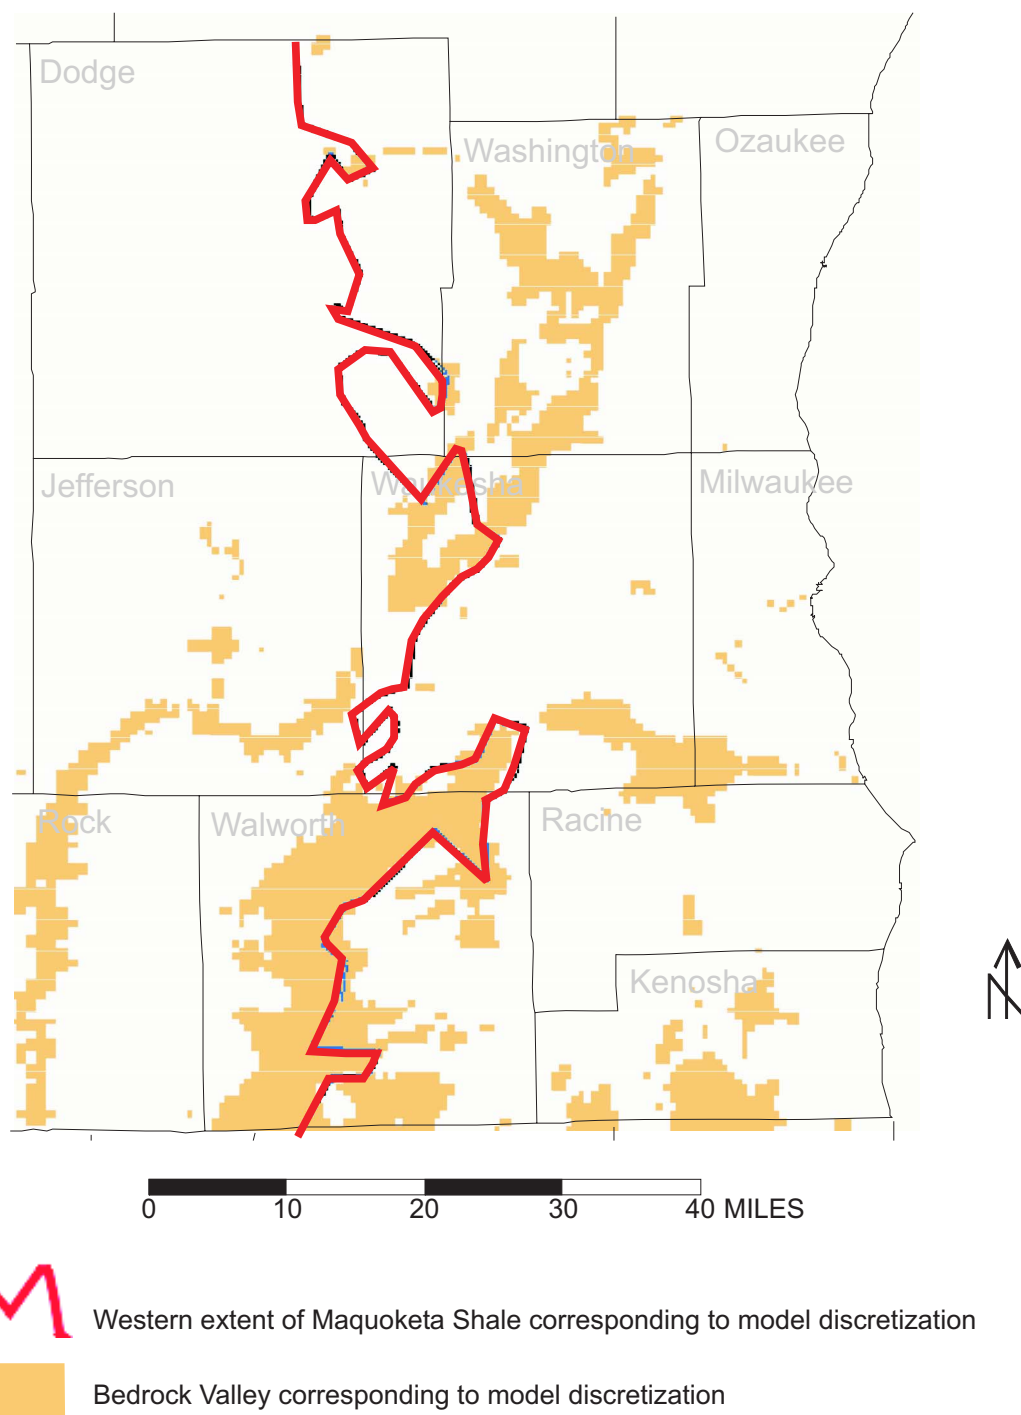 Dodge
Washington
Ozaukee
Jefferson
Waukesha
Milwaukee
Rock
Walworth
Racine
Kenosha
N
0 10 20 30 40 MILES
Western extent of Maquoketa Shale corresponding to model discretization
Bedrock Valley corresponding to model discretization